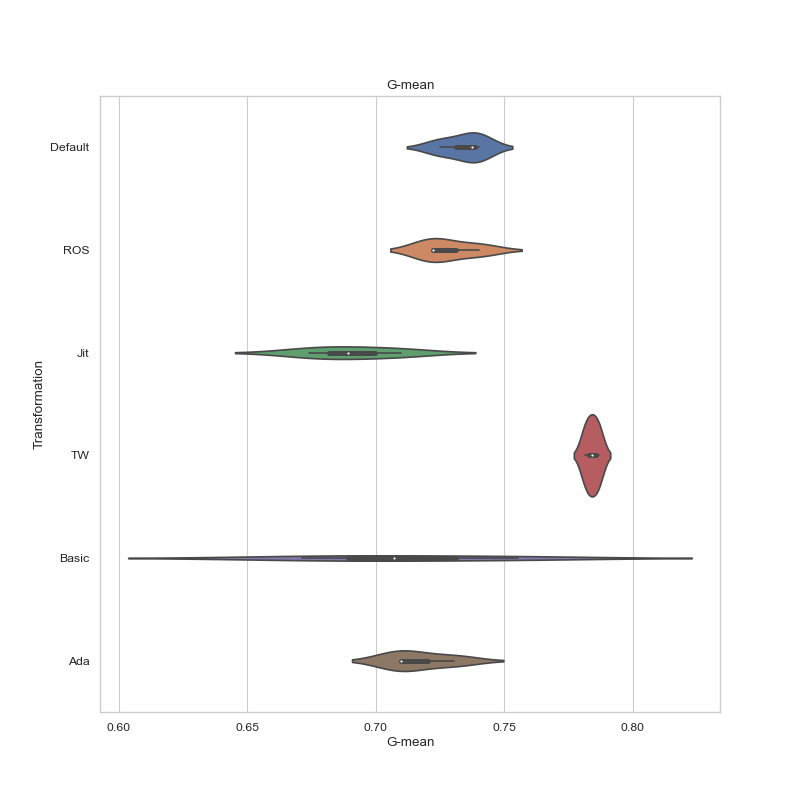 G-mean
Default
ROS
Jit
TW
Basic
Ada
Transformation
0.60 0.65 0.70 0.75 0.80
G-mean